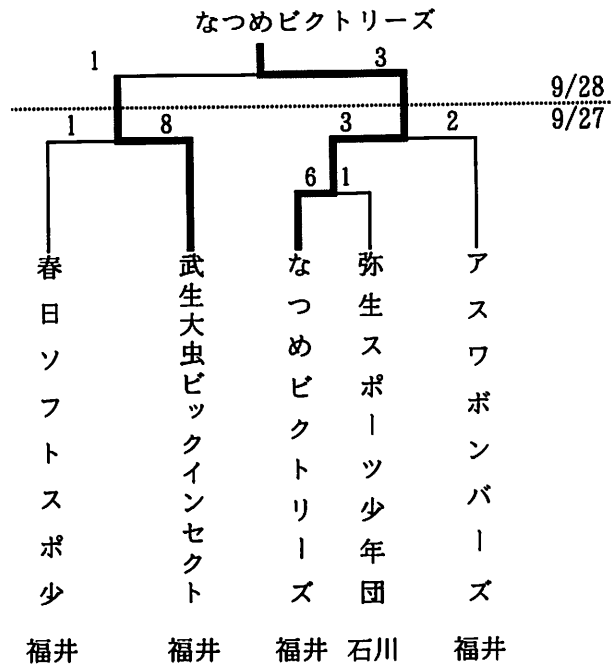 なつめビクトリーズ
1 3
9/28
9/27
1 8 3 2
6 1
春日ソフトスポ少
武生大虫ビックインセクト
なつめビクトリーズ
弥生スポーツ少年団
アスワボンバーズ
福井 福井 福井 石川 福井